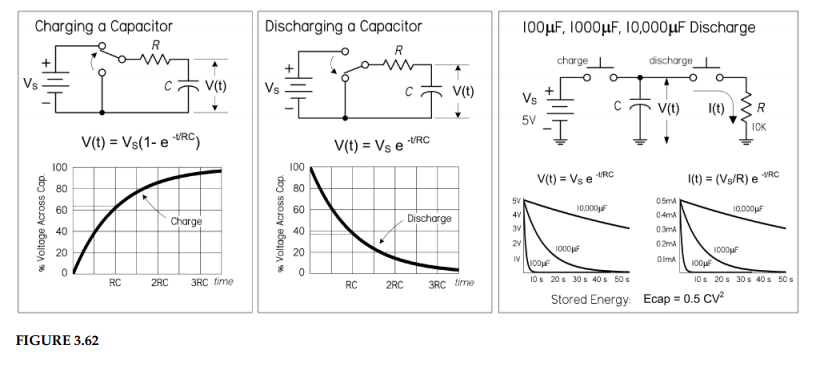 Charging a Capacitor
R
+
Vs
C
V(t)
V(t) = Vs(1- e -t/RC)
% Voltage Across Cap.
100
80
60
40
20
0
Charge
RC 2RC 3RC time
Discharging a Capacitor
R
+
Vs
C
V(t)
V(t) = Vs e -t/RC
% Voltage Across Cap.
100
80
60
40
20
0
Discharge
RC 2RC 3RC time
100µF, 1000µF, 10,000µF Discharge
charge discharge
Vs
+
5V
C
V(t)
I(t)
R
10K
V(t) = Vs e -t/RC
5V
4V
3V
2V
1V
10,000µF
1000µF
100µF
10 s 20 s 30 s 40 s 50 s
I(t) = (Vs/R) e -t/RC
0.5mA
0.4mA
0.3mA
0.2mA
0.1mA
10,000µF
1000µF
100µF
10 s 20 s 30 s 40 s 50 s
Stored Energy: Ecap = 0.5 CV²
FIGURE 3.62